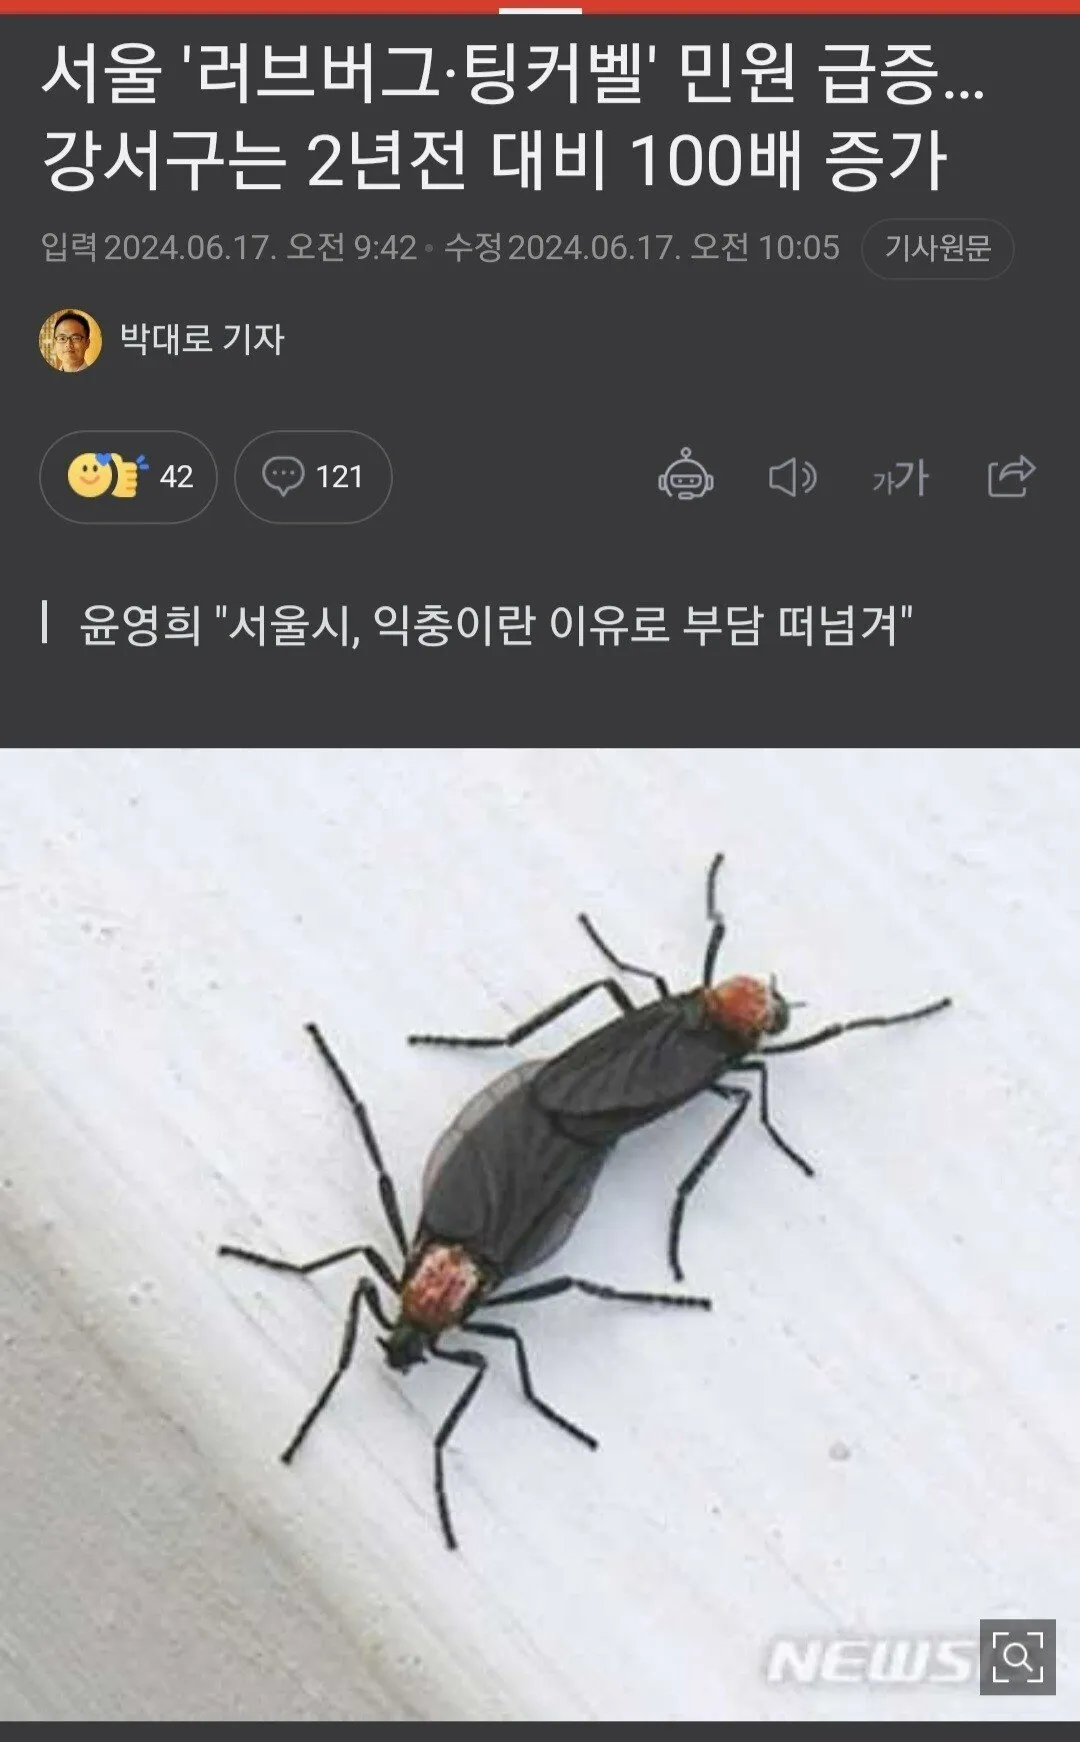 서울 '러브버그·팅커벨' 민원 급증...
강서구는 2년전 대비 100배 증가
입력 2024.06.17. 오전 9:42 · 수정 2024.06.17. 오전 10:05 기사원문
박대로 기자
42 121 가가
윤영희 "서울시, 익충이란 이유로 부담 떠넘겨"
NEWS